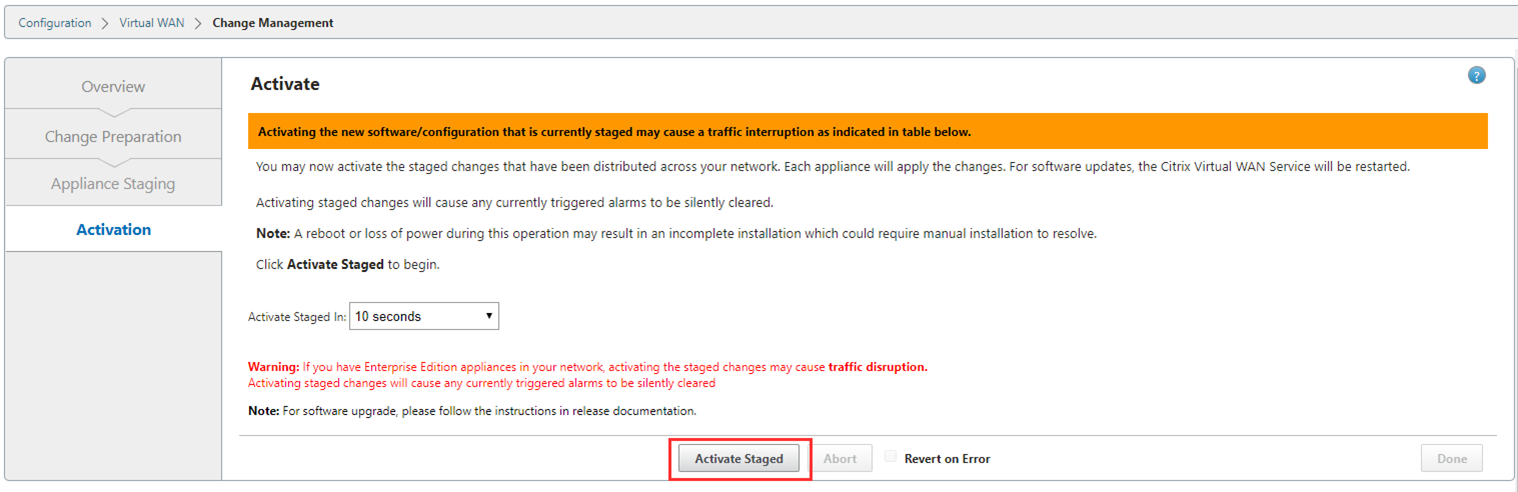 Configuration > Virtual WAN > Change Management
Overview
Change Preparation
Appliance Staging
Activation
Activate
?
Activating the new software/configuration that is currently staged may cause a traffic interruption as indicated in table below.
You may now activate the staged changes that have been distributed across your network. Each appliance will apply the changes. For software updates, the Citrix Virtual WAN Service will be restarted.
Activating staged changes will cause any currently triggered alarms to be silently cleared.
Note: A reboot or loss of power during this operation may result in an incomplete installation which could require manual installation to resolve.
Click Activate Staged to begin.
Activate Staged In: 10 seconds
Warning: If you have Enterprise Edition appliances in your network, activating the staged changes may cause traffic disruption.
Activating staged changes will cause any currently triggered alarms to be silently cleared
Note: For software upgrade, please follow the instructions in release documentation.
Activate Staged Abort Revert on Error Done